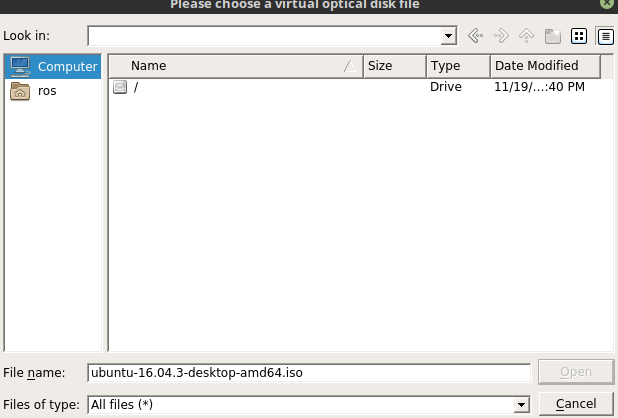 Please choose a virtual optical disk file
Look in:
Computer
ros
Name Size Type Date Modified
/ Drive 11/19/...:40 PM
File name: ubuntu-16.04.3-desktop-amd64.iso Open
Files of type: All files (*) Cancel